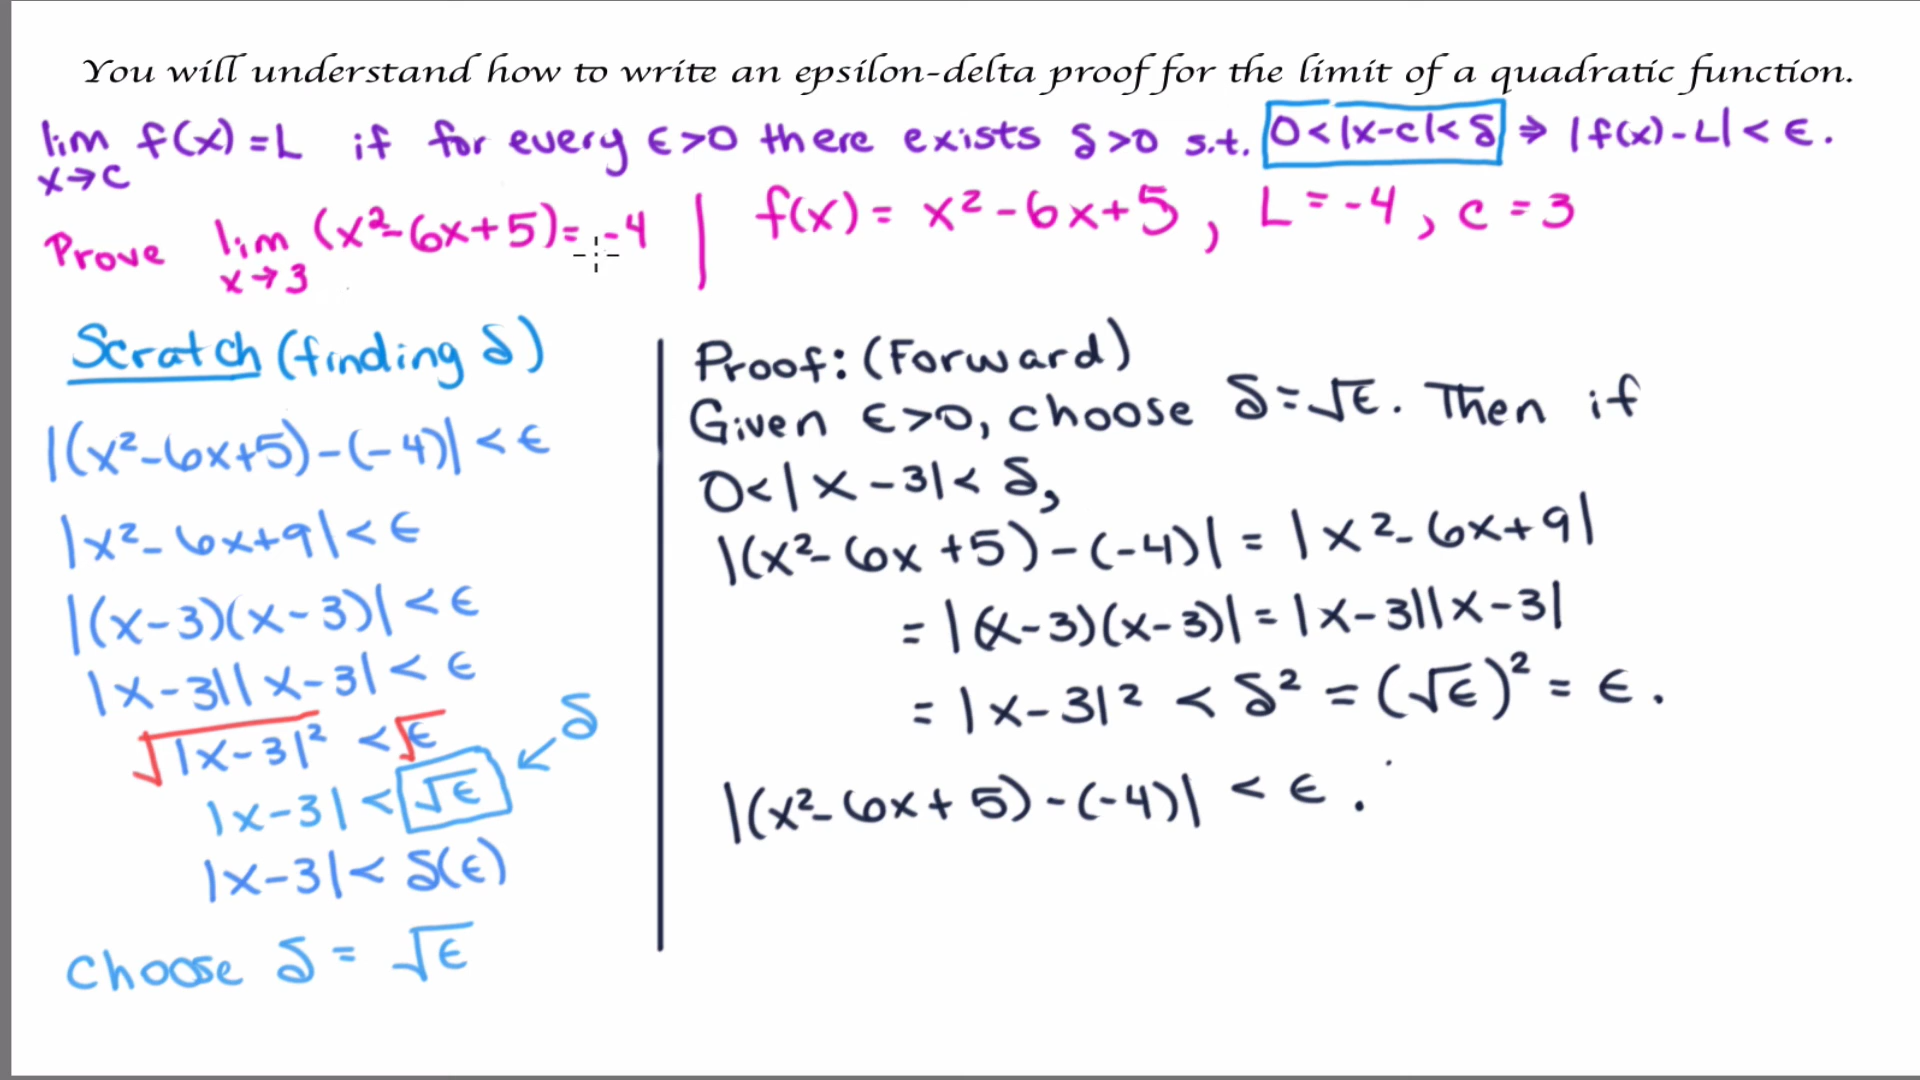 You will understand how to write an epsilon-delta proof for the limit of a quadratic function.
lim f(x) = L if for every ε>0 there exists δ>0 s.t. 0<|x-c|<δ ⇒ |f(x)-L|<ε.
x→c
Prove lim (x²-6x+5)= -4 | f(x) = x²-6x+5, L = -4, c = 3
x→3
Scratch (finding δ)
|(x²-6x+5)-(-4)| < ε
|x²-6x+9| < ε
|(x-3)(x-3)| < ε
|x-3||x-3| < ε
√|x-3|² < √ε
δ
|x-3| < √ε
|x-3| < δ(ε)
choose δ = √ε
Proof: (Forward)
Given ε>0, choose δ=√ε. Then if
0<|x-3|<δ,
|(x²-6x+5)-(-4)| = |x²-6x+9|
= |(x-3)(x-3)| = |x-3||x-3|
= |x-3|² < δ² = (√ε)² = ε.
|(x²-6x+5)-(-4)| < ε.